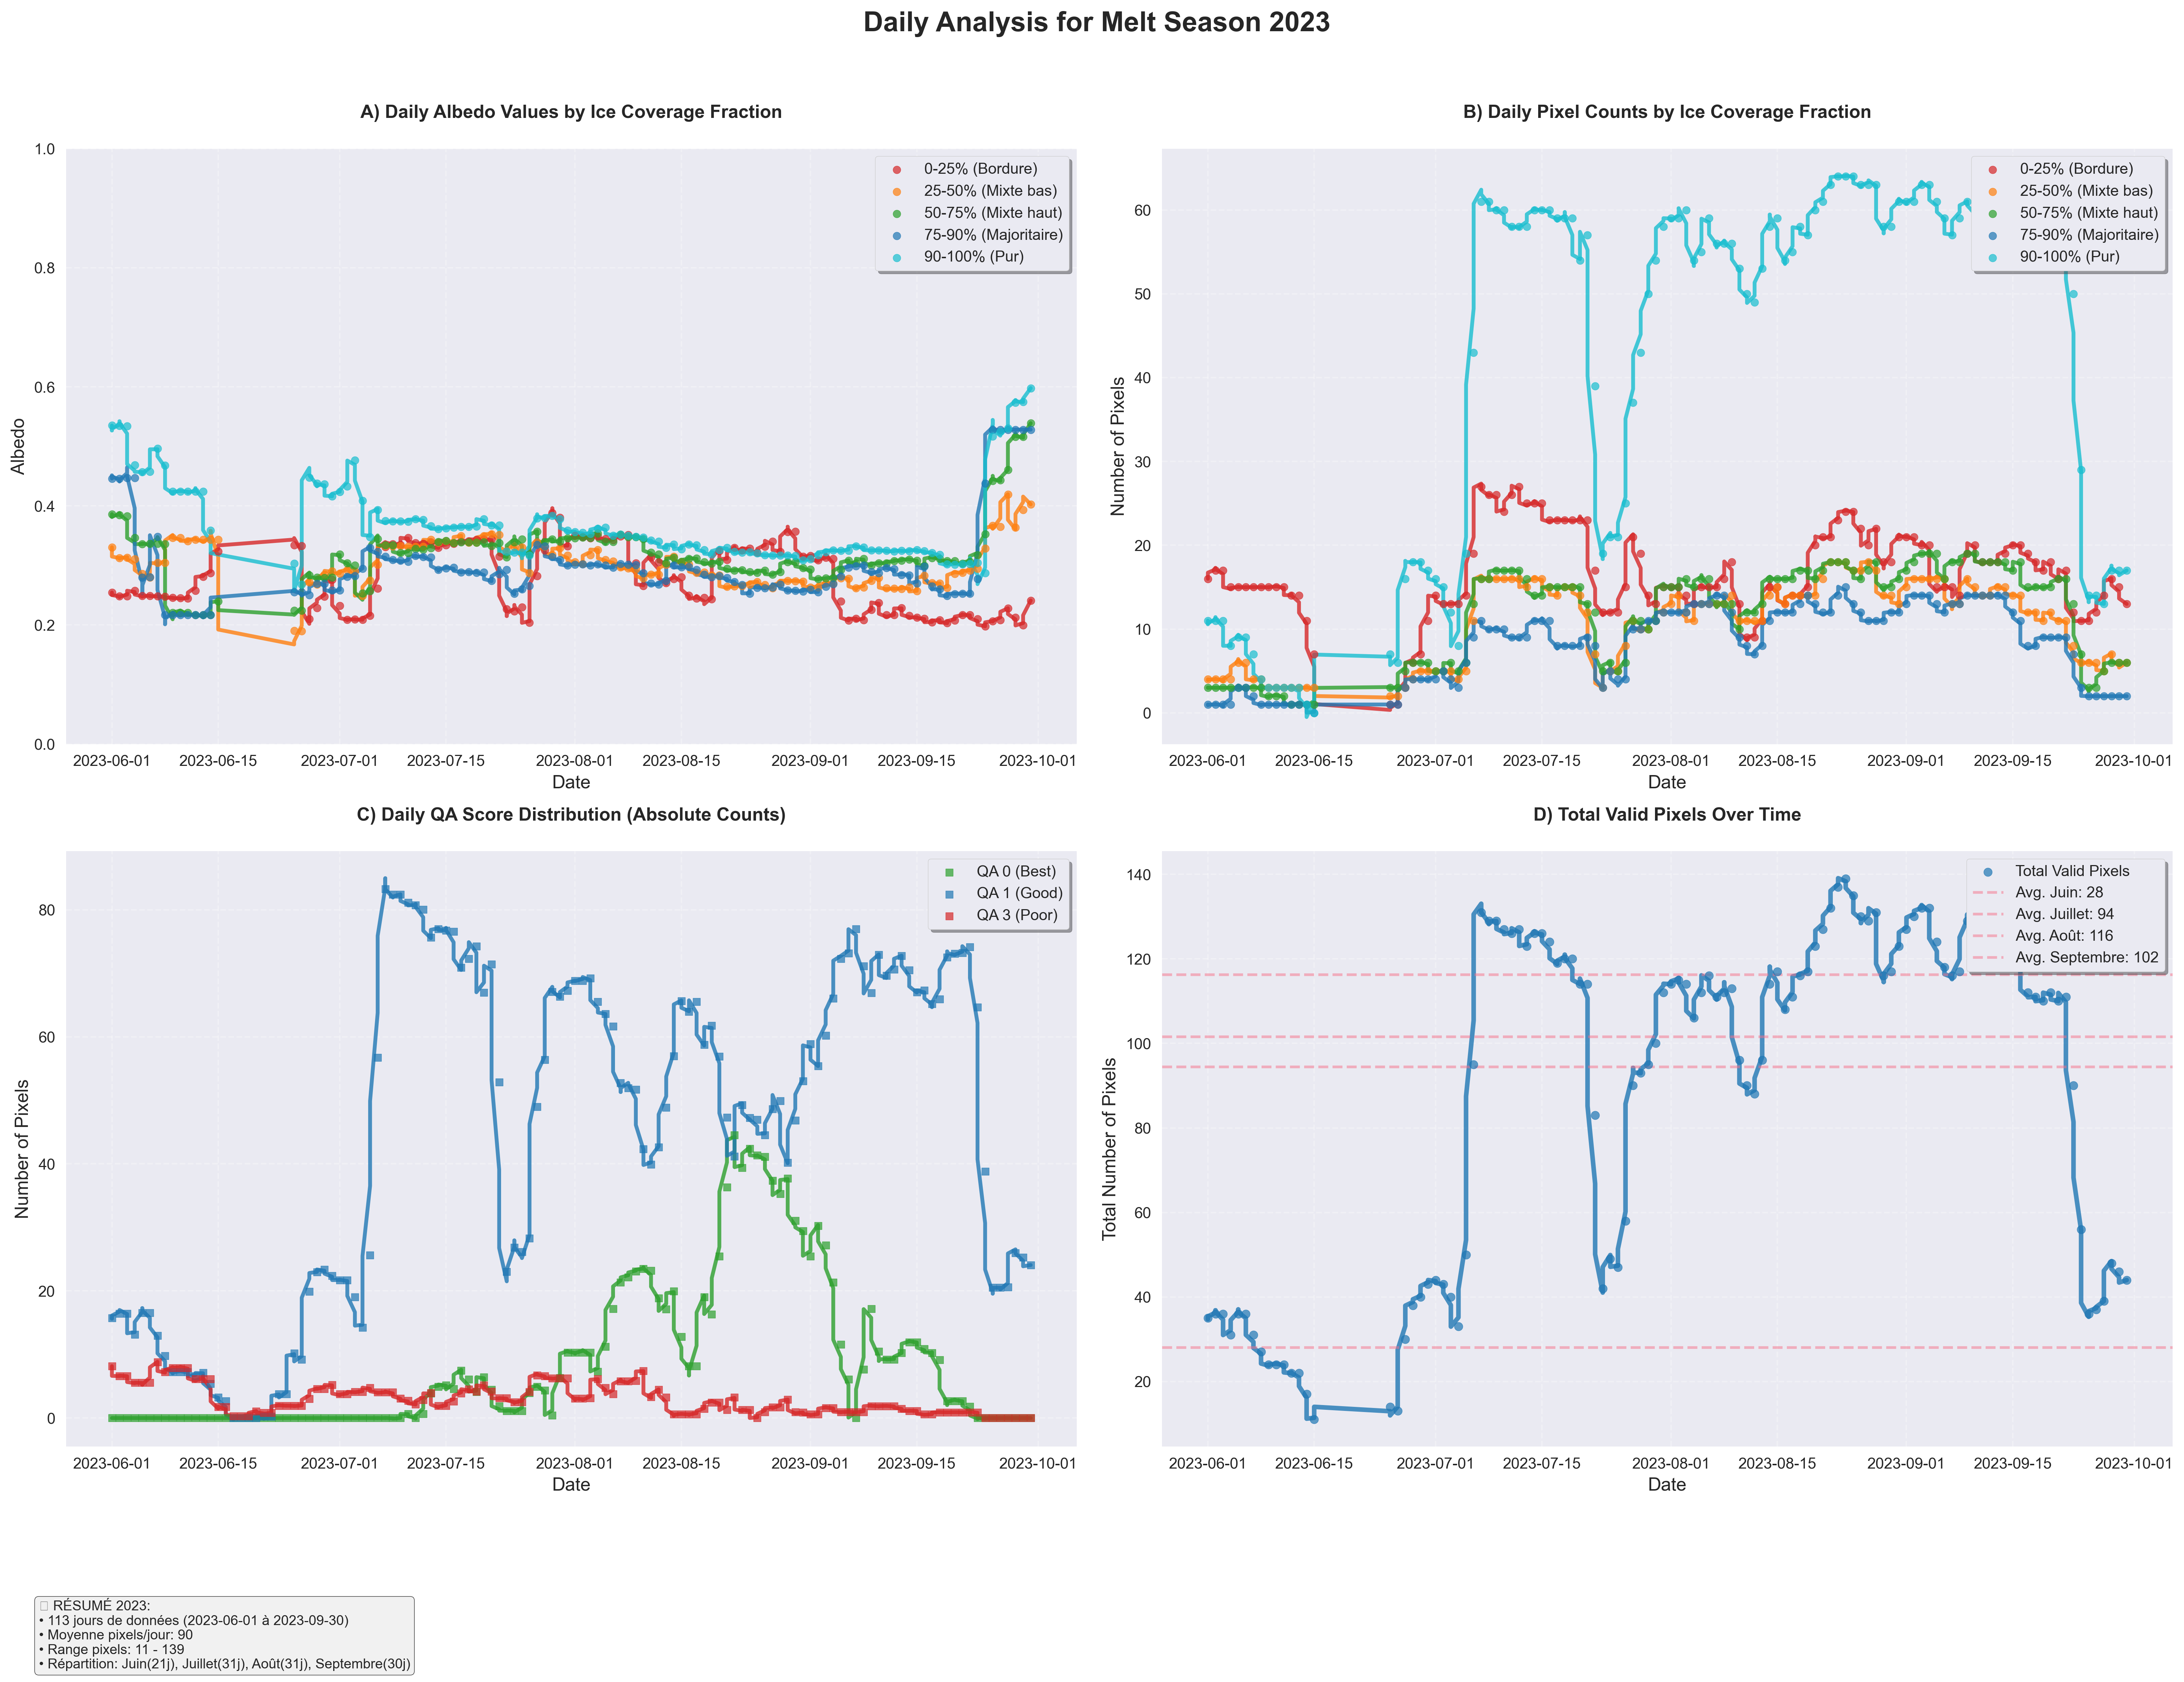 Daily Analysis for Melt Season 2023
A) Daily Albedo Values by Ice Coverage Fraction
1.0
0.8
0.6
0.4
0.2
0.0
Albedo
0-25% (Bordure)
25-50% (Mixte bas)
50-75% (Mixte haut)
75-90% (Majoritaire)
90-100% (Pur)
2023-06-01 2023-06-15 2023-07-01 2023-07-15 2023-08-01 2023-08-15 2023-09-01 2023-09-15 2023-10-01
Date
B) Daily Pixel Counts by Ice Coverage Fraction
60
50
40
30
20
10
0
Number of Pixels
0-25% (Bordure)
25-50% (Mixte bas)
50-75% (Mixte haut)
75-90% (Majoritaire)
90-100% (Pur)
2023-06-01 2023-06-15 2023-07-01 2023-07-15 2023-08-01 2023-08-15 2023-09-01 2023-09-15 2023-10-01
Date
C) Daily QA Score Distribution (Absolute Counts)
80
60
40
20
0
Number of Pixels
QA 0 (Best)
QA 1 (Good)
QA 3 (Poor)
2023-06-01 2023-06-15 2023-07-01 2023-07-15 2023-08-01 2023-08-15 2023-09-01 2023-09-15 2023-10-01
Date
D) Total Valid Pixels Over Time
140
120
100
80
60
40
20
Total Number of Pixels
Total Valid Pixels
Avg. Juin: 28
Avg. Juillet: 94
Avg. Août: 116
Avg. Septembre: 102
2023-06-01 2023-06-15 2023-07-01 2023-07-15 2023-08-01 2023-08-15 2023-09-01 2023-09-15 2023-10-01
Date
RÉSUMÉ 2023:
• 113 jours de données (2023-06-01 à 2023-09-30)
• Moyenne pixels/jour: 90
• Range pixels: 11 - 139
• Répartition: Juin(21j), Juillet(31j), Août(31j), Septembre(30j)